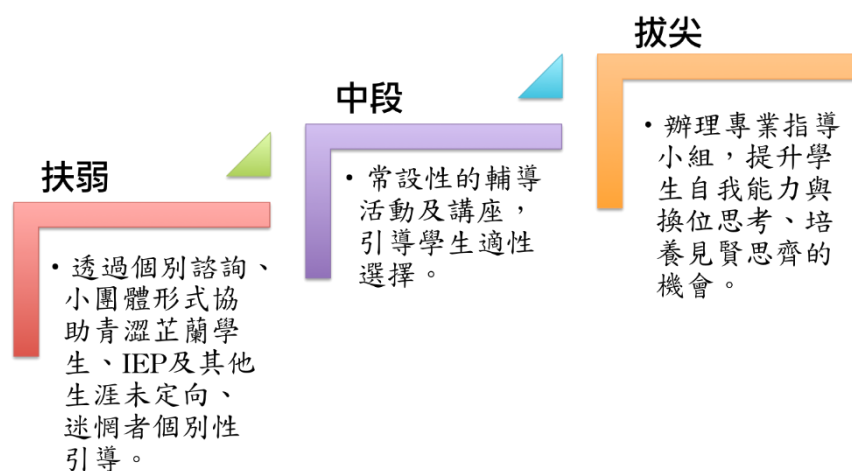 扶弱
• 透過個別諮詢、
小團體形式協
助青澀芷蘭學
生、IEP及其他
生涯未定向、
迷惘者個別性
引導。
中段
• 常設性的輔導
活動及講座，
引導學生適性
選擇。
拔尖
• 辦理專業指導
小組，提升學
生自我能力與
換位思考、培
養見賢思齊的
機會。